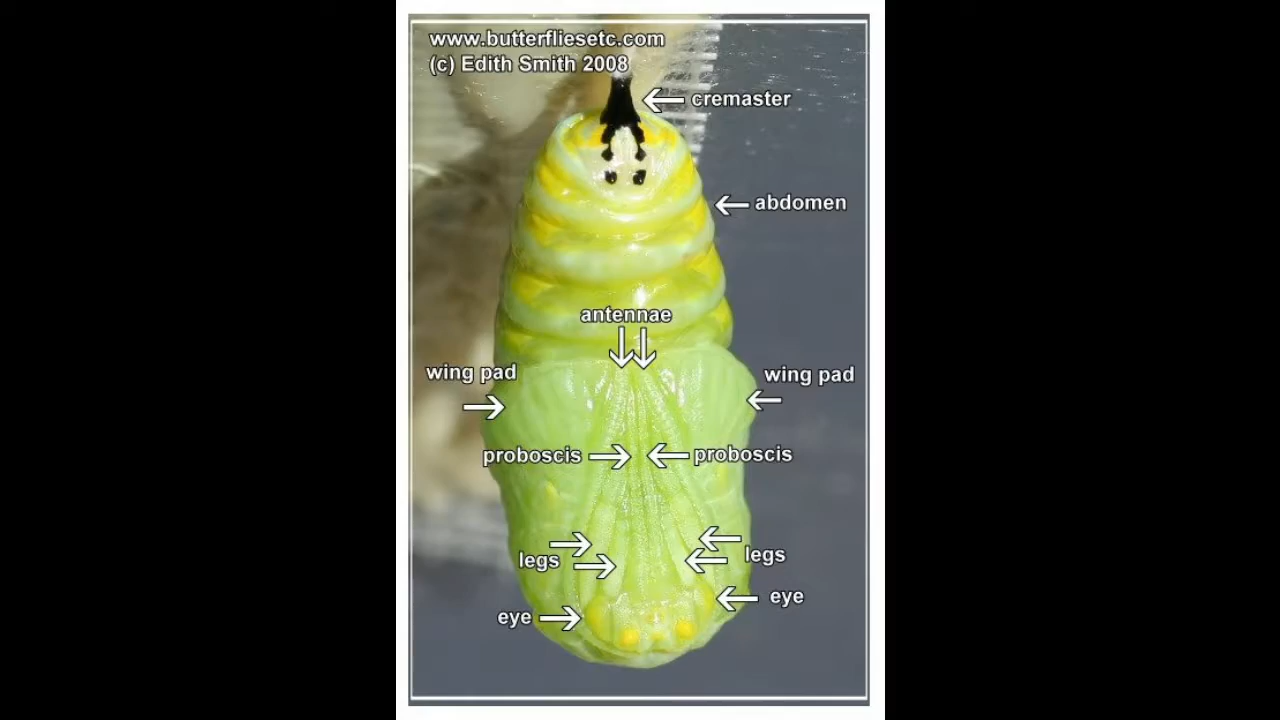 www.butterfliesetc.com
(c) Edith Smith 2008
cremaster
abdomen
antennae
wing pad
wing pad
proboscis
proboscis
legs
legs
eye
eye